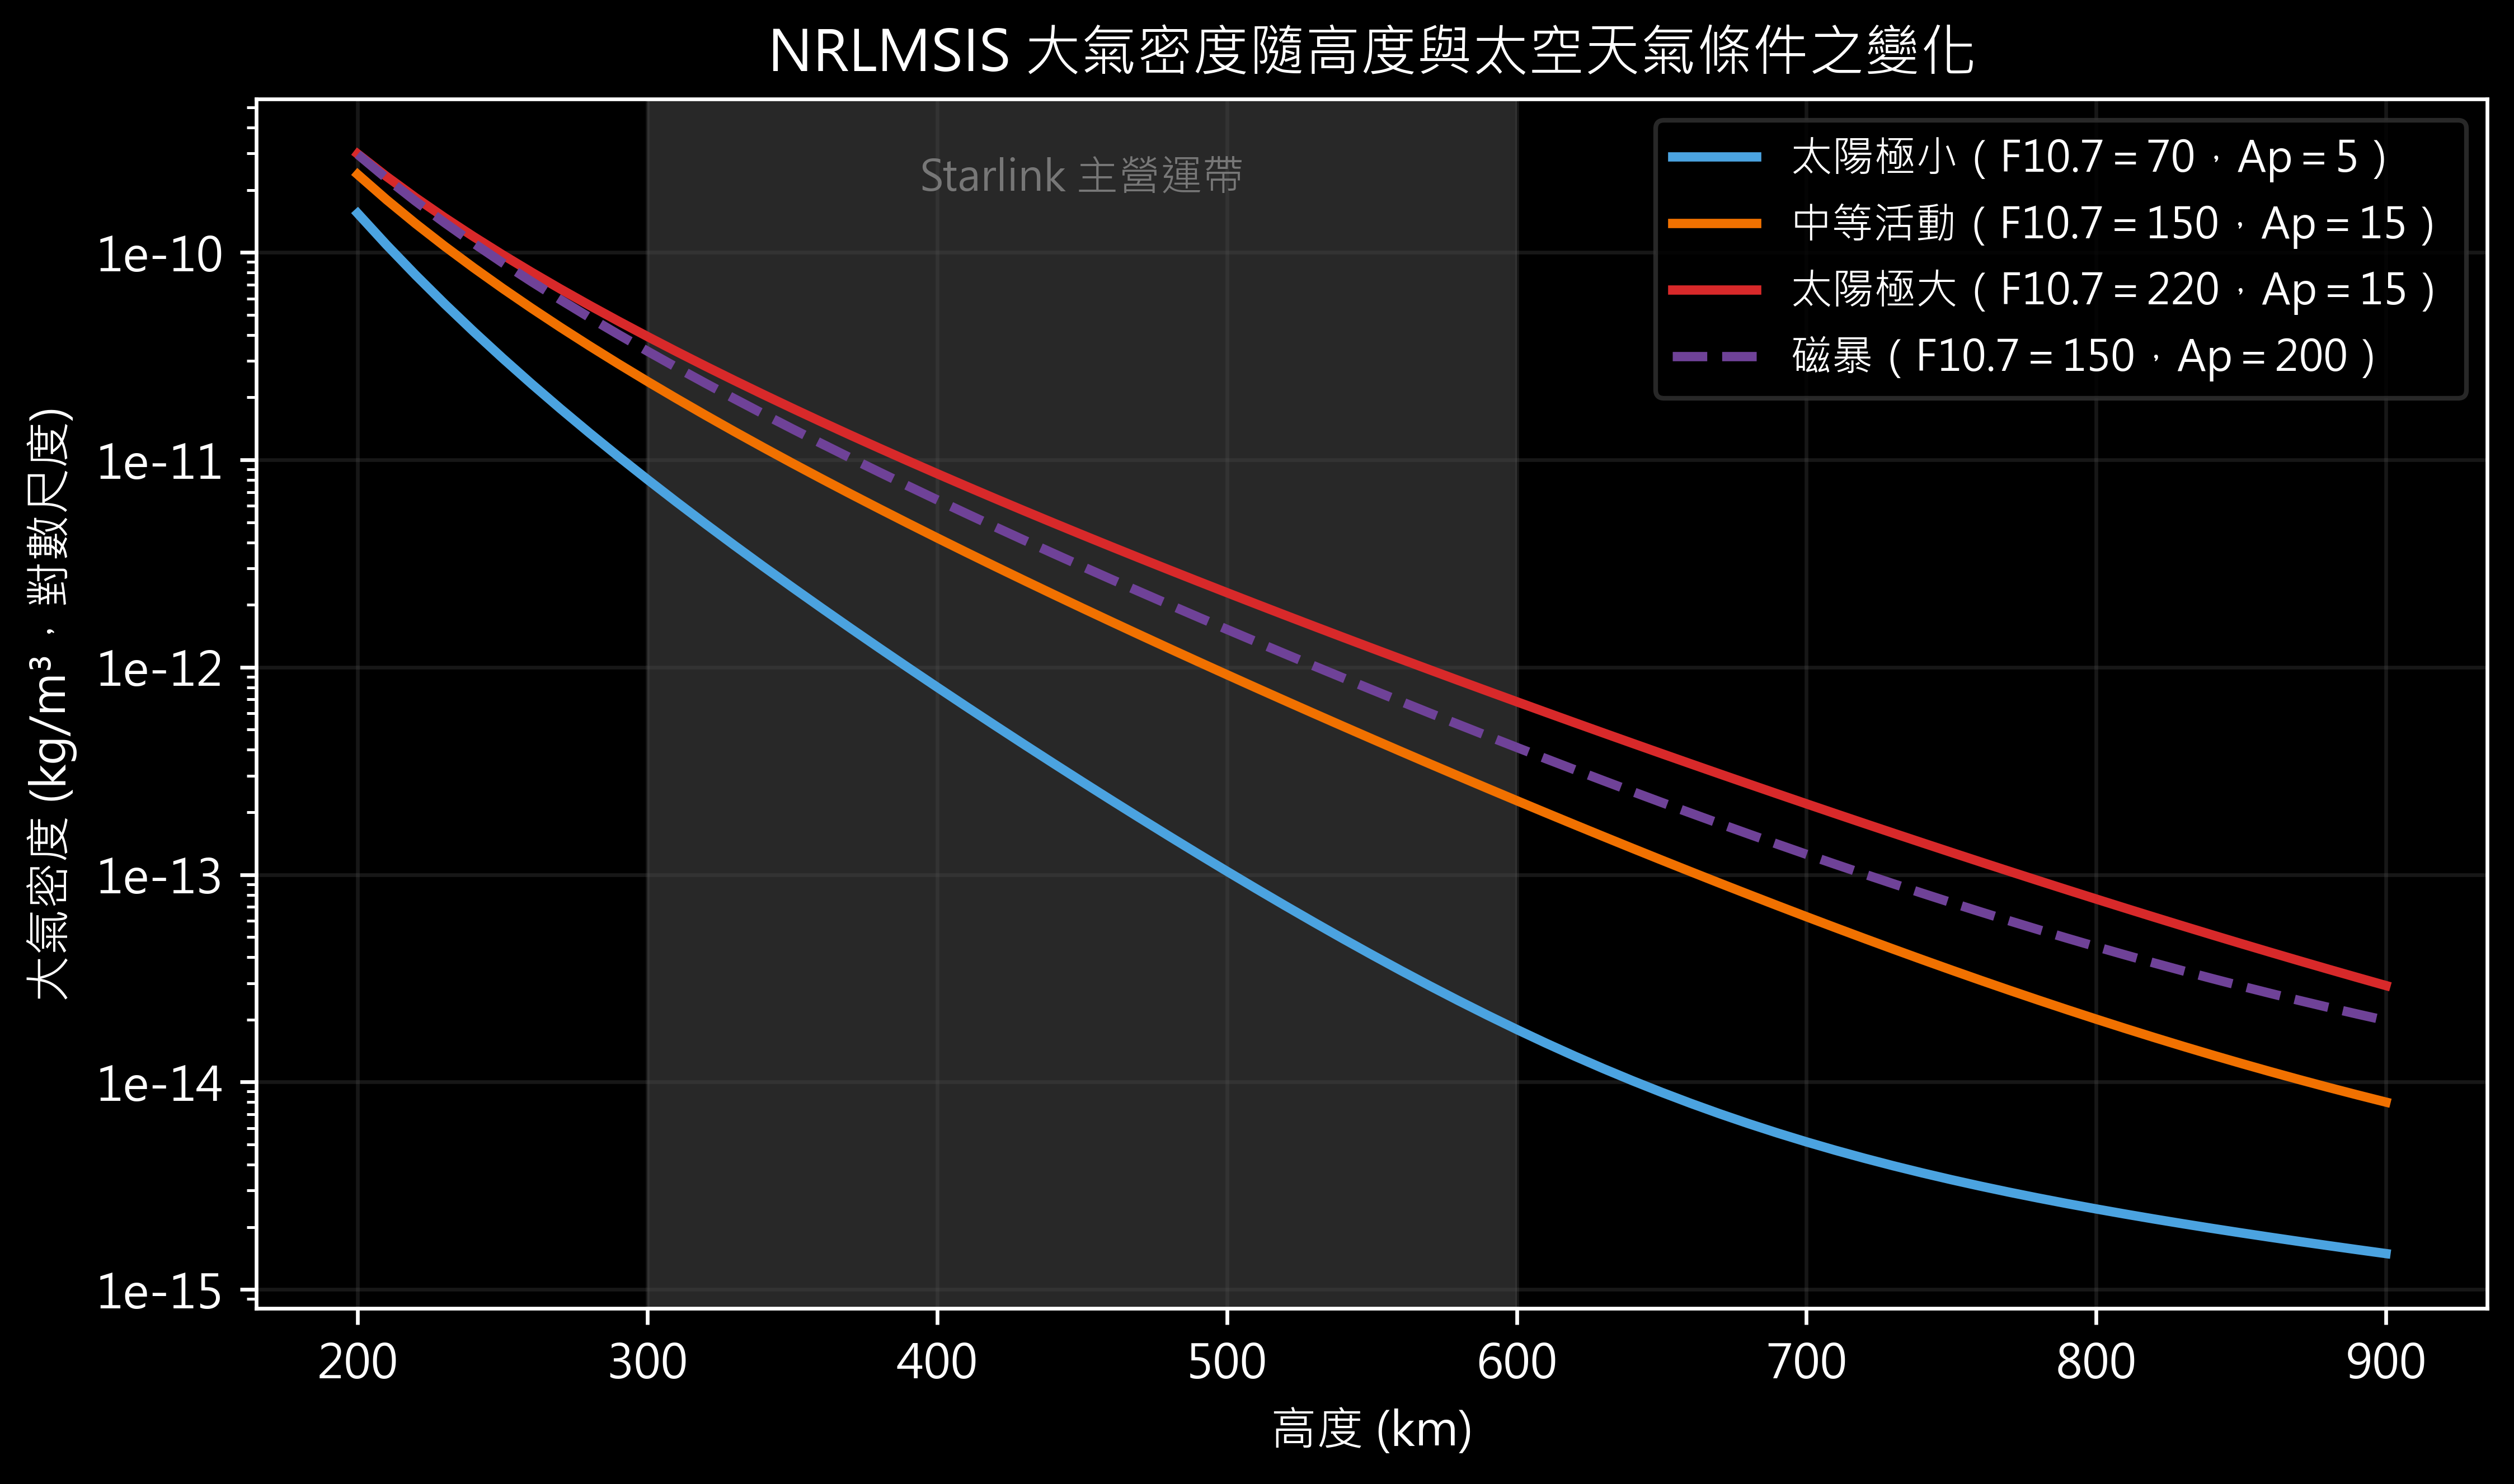 NRLMSIS 大氣密度隨高度與太空天氣條件之變化
Starlink 主營運帶
太陽極小（F10.7＝70，Ap＝5）
中等活動（F10.7＝150，Ap＝15）
太陽極大（F10.7＝220，Ap＝15）
磁暴（F10.7＝150，Ap＝200）
大氣密度 (kg/m³，對數尺度)
1e-10
1e-11
1e-12
1e-13
1e-14
1e-15
200 300 400 500 600 700 800 900
高度 (km)